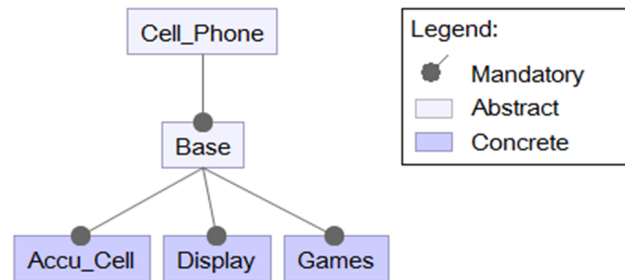 Cell_Phone
Legend:
Mandatory
Abstract
Concrete
Base
Accu_Cell
Display
Games